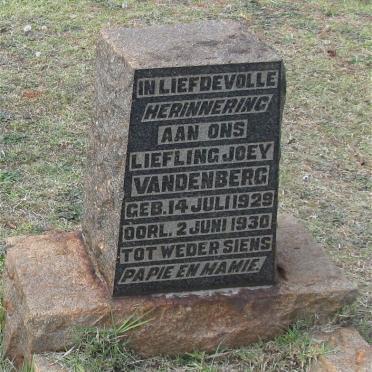 IN LIEFDEVOLLE
HERINNERING
AAN ONS
LIEFLING JOEY
VANDENBERG
GEB. 14 JULI 1929
OORL. 2 JUNI 1930
TOT WEDER SIENS
PAPIE EN MAMIE